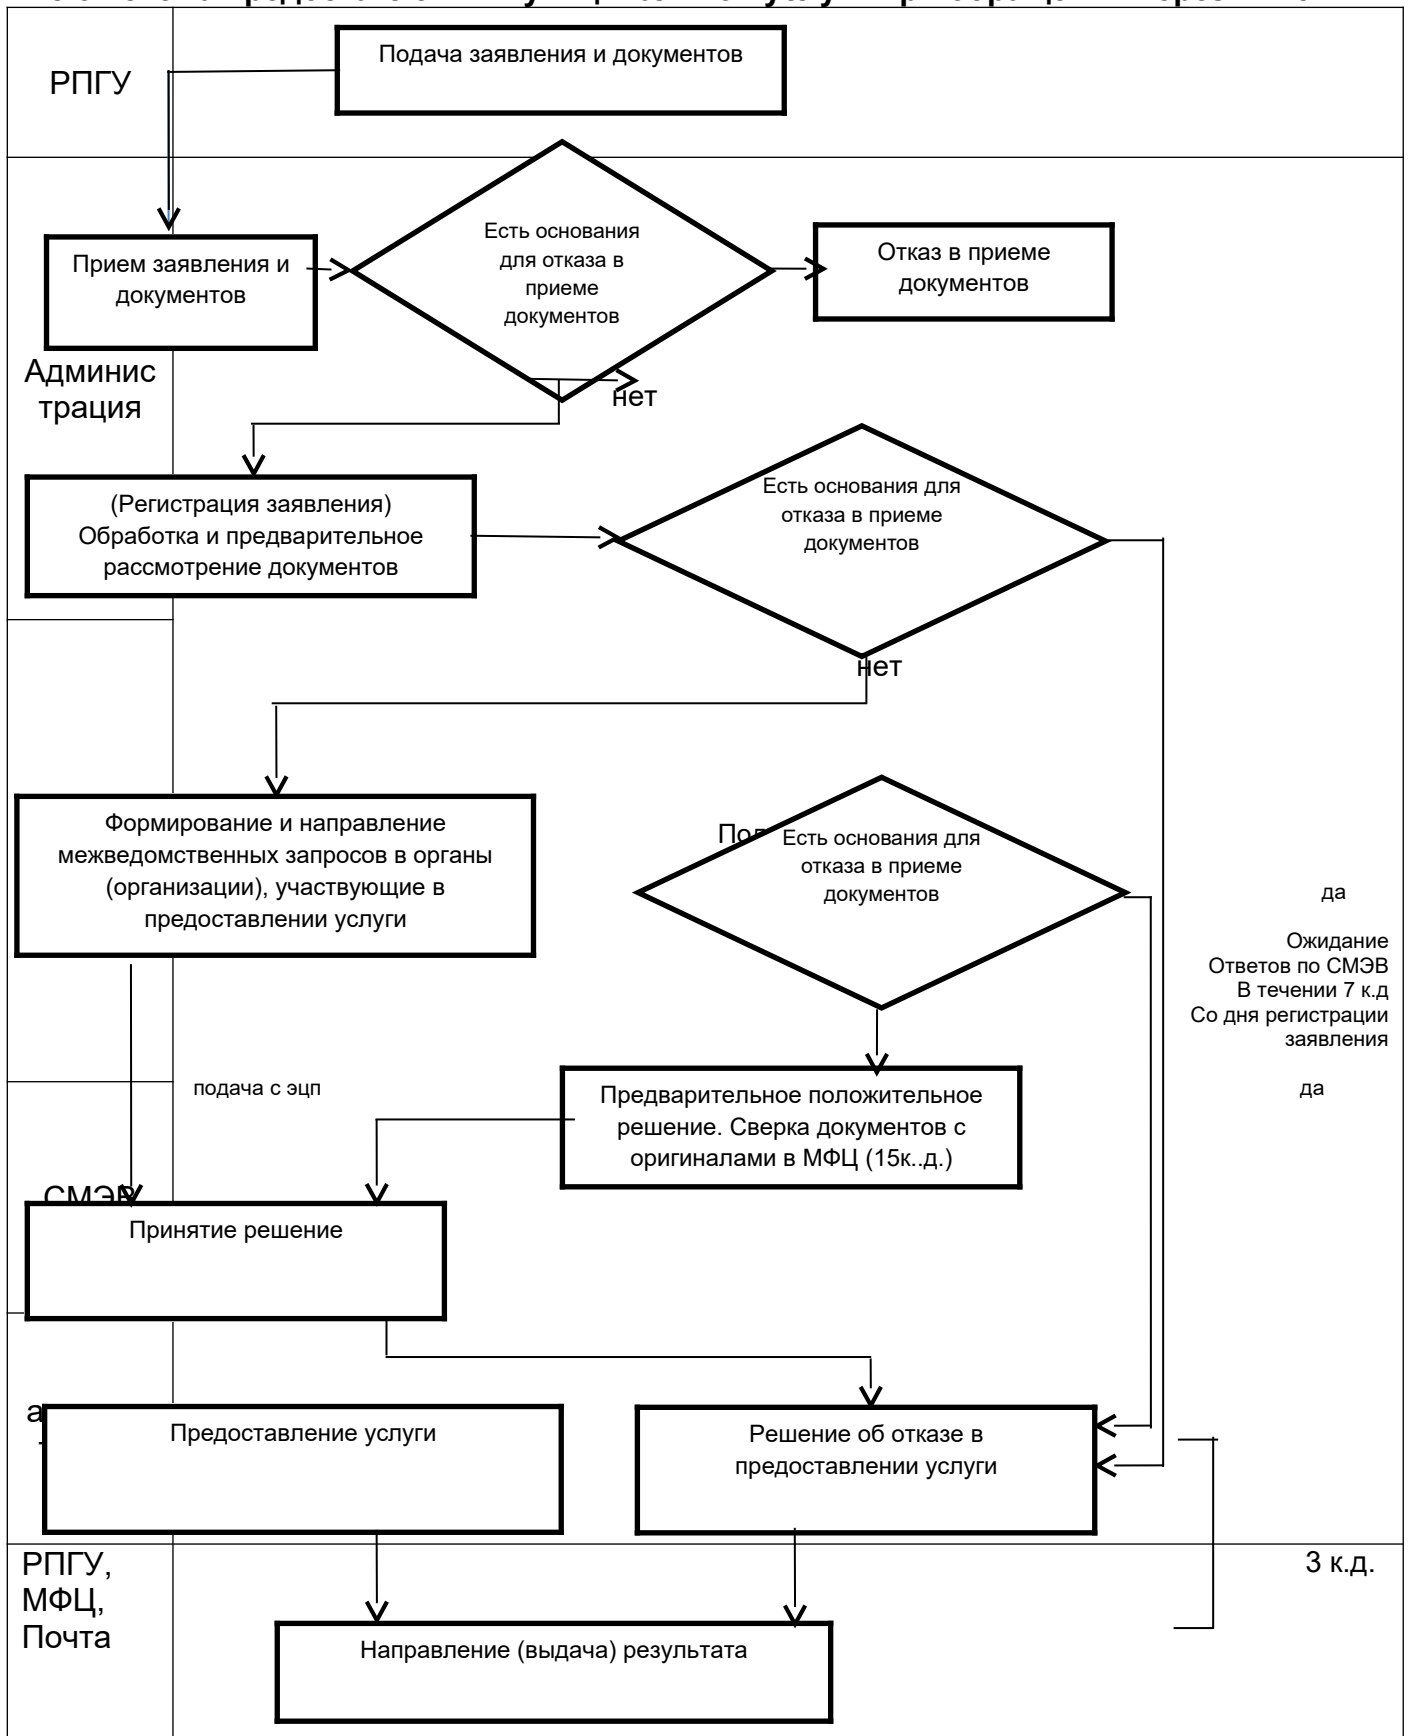 Подача заявления и документов
РПГУ
Есть основания
для отказа в
приеме
документов
Отказ в приеме
документов
Прием заявления и
документов
Админис
трация
нет
(Регистрация заявления)
Обработка и предварительное
рассмотрение документов
Есть основания для
отказа в приеме
документов
нет
Формирование и направление
межведомственных запросов в органы
(организации), участвующие в
предоставлении услуги
Есть основания для
отказа в приеме
документов
да
Ожидание
Ответов по СМЭВ
В течении 7 к.д
Со дня регистрации
заявления
подача с эцп
да
Предварительное положительное
решение. Сверка документов с
оригиналами в МФЦ (15к..д.)
СМЭВ
Принятие решение
Предоставление услуги
Решение об отказе в
предоставлении услуги
РПГУ,
МФЦ,
Почта
3 к.д.
Направление (выдача) результата